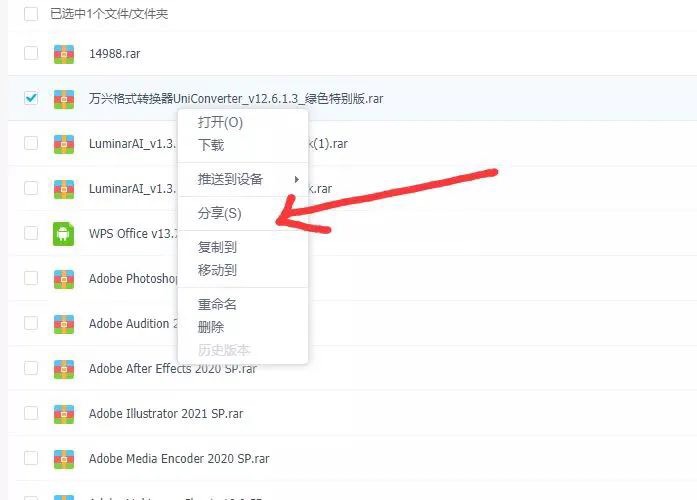 已选中1个文件/文件夹
14988.rar
万兴格式转换器UniConverter_v12.6.1.3_绿色特别版.rar
打开(O)
下载
LuminarAI_v1.3. k(1).rar
推送到设备
LuminarAI_v1.3. k.rar
分享(S)
WPS Office v13.7
复制到
移动到
Adobe Photoshop
重命名
Adobe Audition 2
删除
历史版本
Adobe After Effects 2020 SP.rar
Adobe Illustrator 2021 SP.rar
Adobe Media Encoder 2020 SP.rar